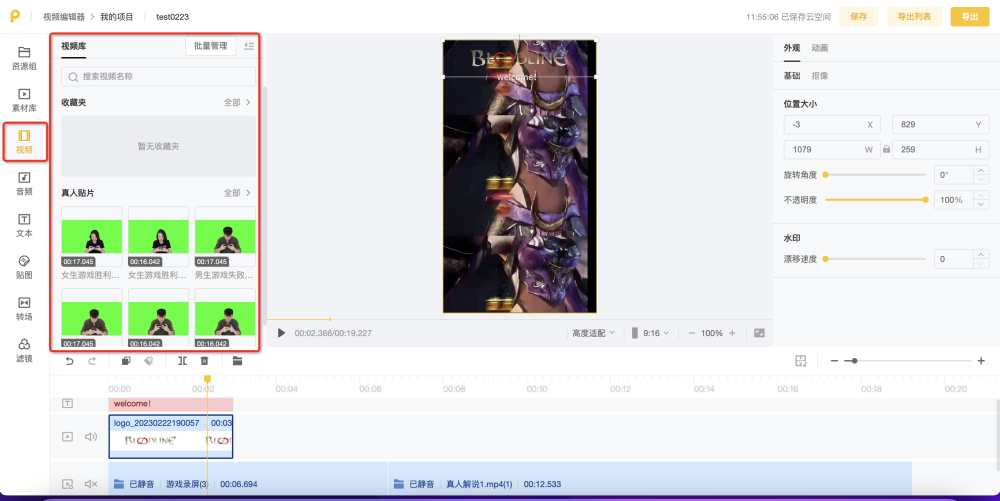 视频编辑器 > 我的项目 test0223
11:55:06 已保存云空间 保存 导出列表 导出
资源组
素材库
视频
音频
文本
贴图
转场
滤镜
视频库 批量管理
搜索视频名称
收藏夹 全部 >
暂无收藏夹
真人贴片 全部 >
00:17.045 00:16.042 00:17.045
女生游戏胜利... 女生游戏胜利... 男生游戏失败...
00:17.045 00:16.042 00:17.045
BLOODLINE
welcome!
00:02.366/00:19.227 高度适配 9:16 100%
外观 动画
基础 抠像
位置大小
-3 X 829 Y
1079 W 259 H
旋转角度 0°
不透明度 100%
水印
漂移速度 0
00:00 00:02 00:04 00:06 00:08 00:10 00:12 00:14 00:16 00:18 00:20
welcome!
logo_20230222190057 00:03
BLOODLINE
已静音 游戏录屏(3) 00:06.694 已静音 真人解说1.mp4(1) 00:12.533